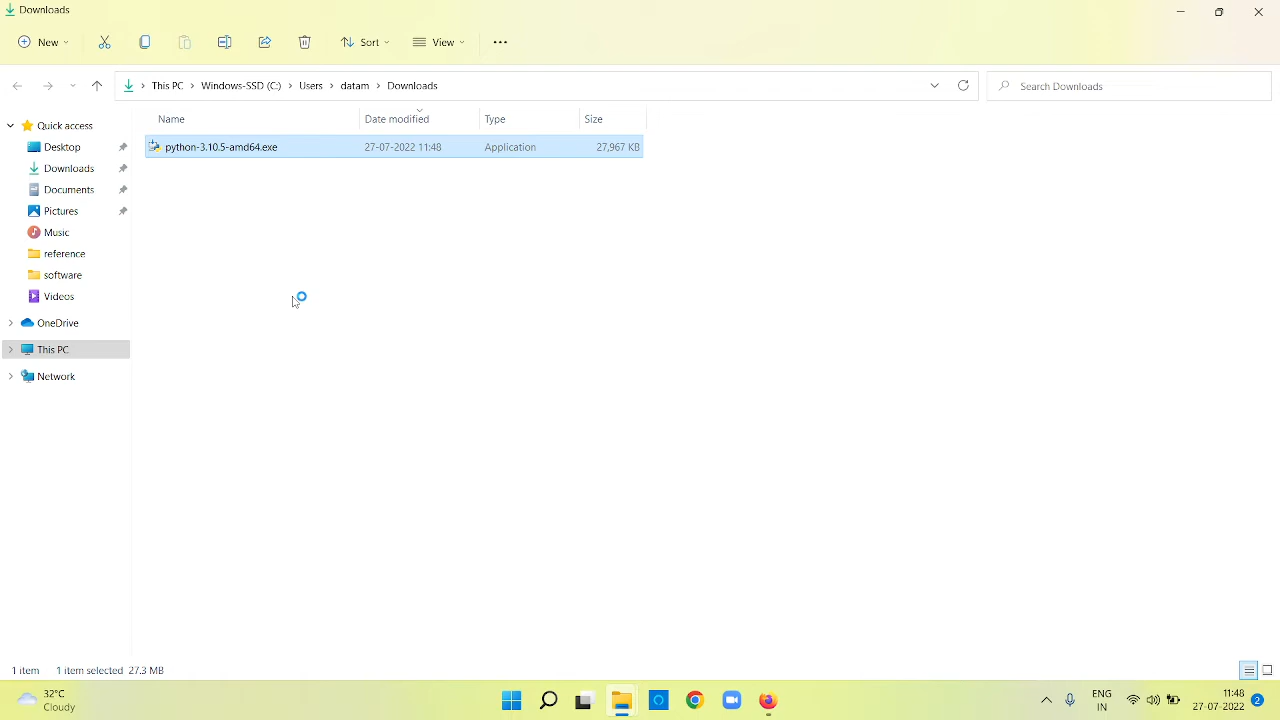 Downloads
New
Sort
View
This PC
Windows-SSD (C:)
Users
datam
Downloads
Search Downloads
Name
Date modified
Type
Size
python-3.10.5-amd64.exe
27-07-2022 11:48
Application
27,967 KB
Quick access
Desktop
Downloads
Documents
Pictures
Music
reference
software
Videos
OneDrive
This PC
Network
1 item
1 item selected 27.3 MB
32°C
ENG
IN
11:48
27-07-2022
2